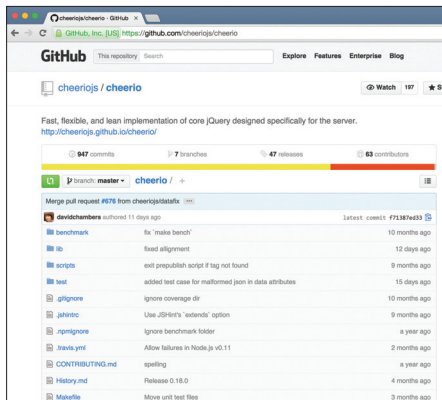 cheeriojs/cheerio · GitHub
GitHub, Inc. [US] https://github.com/cheeriojs/cheerio
GitHub This repository Search Explore Features Enterprise Blog
cheeriojs / cheerio Watch 197 S
Fast, flexible, and lean implementation of core jQuery designed specifically for the server.
http://cheeriojs.github.io/cheerio/
947 commits 7 branches 47 releases 63 contributors
branch: master cheerio / +
Merge pull request #676 from cheeriojs/datafix ...
davidchambers authored 11 days ago latest commit f71387ed33
benchmark fix `make bench` 10 months ago
lib fixed allignment 12 days ago
scripts exit prepublish script if tag not found 9 months ago
test added test case for malformed json in data attributes 15 days ago
.gitignore ignore coverage dir 10 months ago
.jshintrc Use JSHint's `extends` option 9 months ago
.npmignore Ignore benchmark folder a year ago
.travis.yml Allow failures in Node.js v0.11 2 months ago
CONTRIBUTING.md spelling a year ago
History.md Release 0.18.0 4 months ago
Makefile Move unit test files 3 months ago